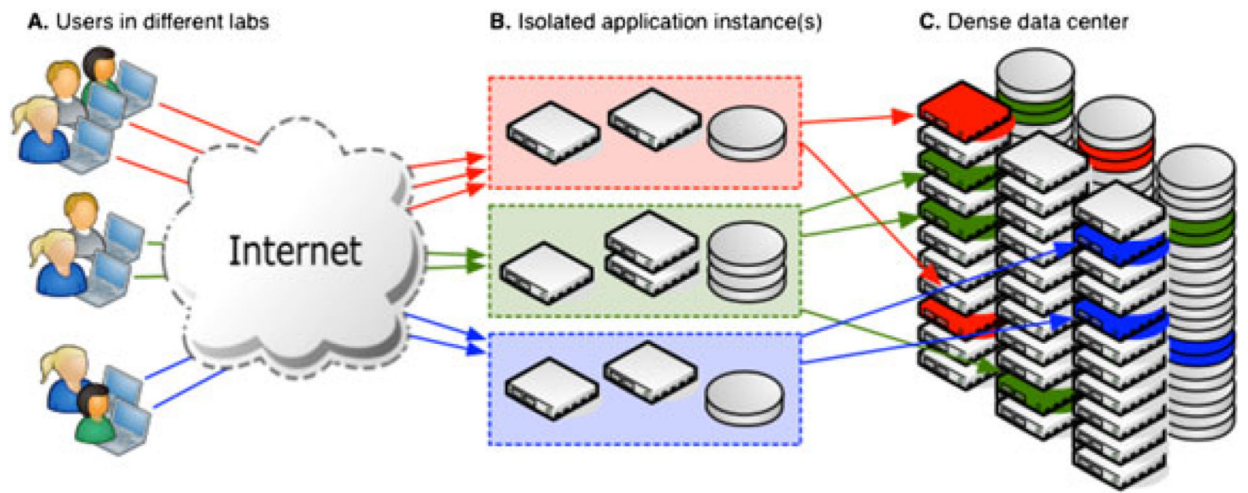 A. Users in different labs
B. Isolated application instance(s)
C. Dense data center
Internet